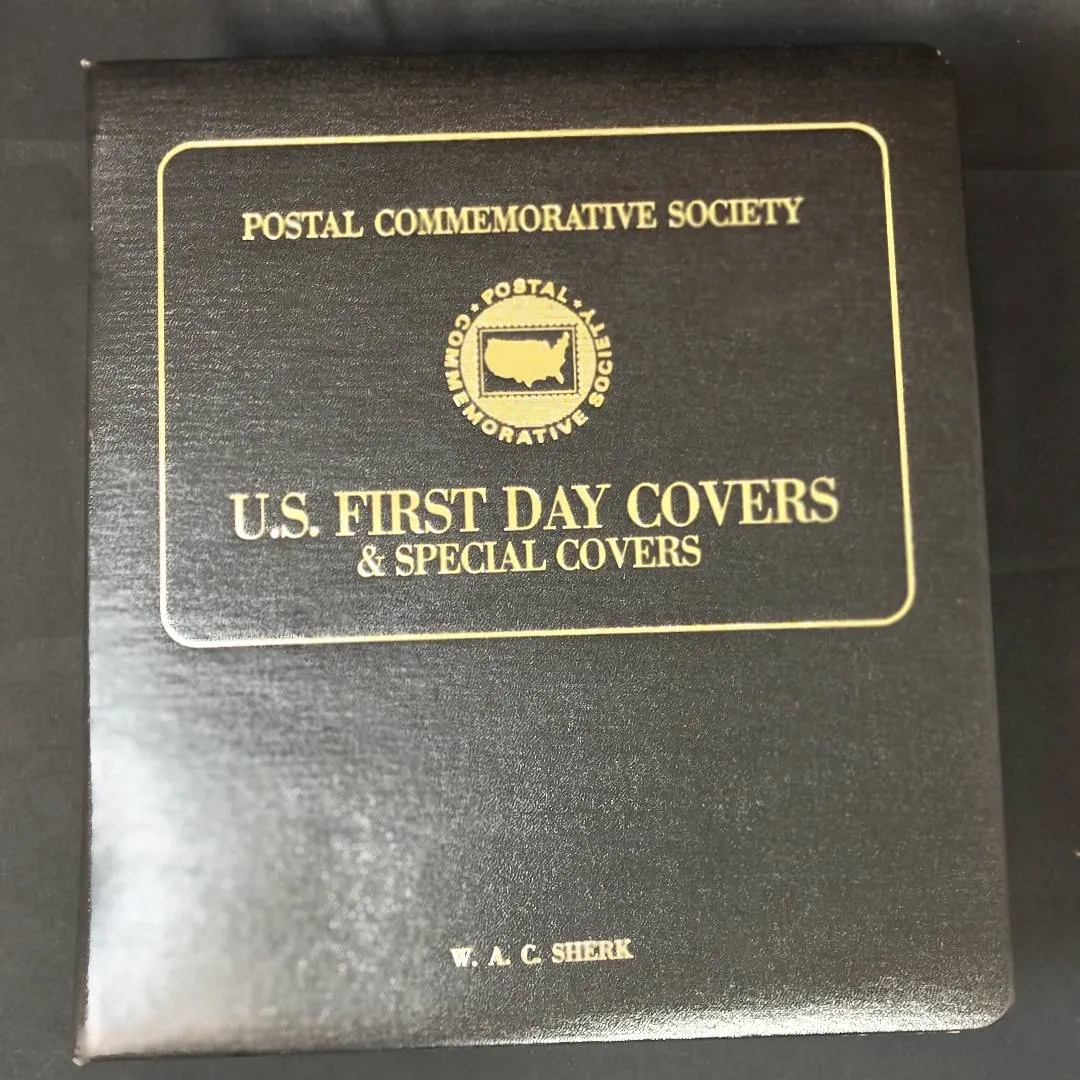 POSTAL COMMEMORATIVE SOCIETY
POSTAL
COMMEMORATIVE SOCIETY
U.S. FIRST DAY COVERS
& SPECIAL COVERS
W. A. C. SHERK